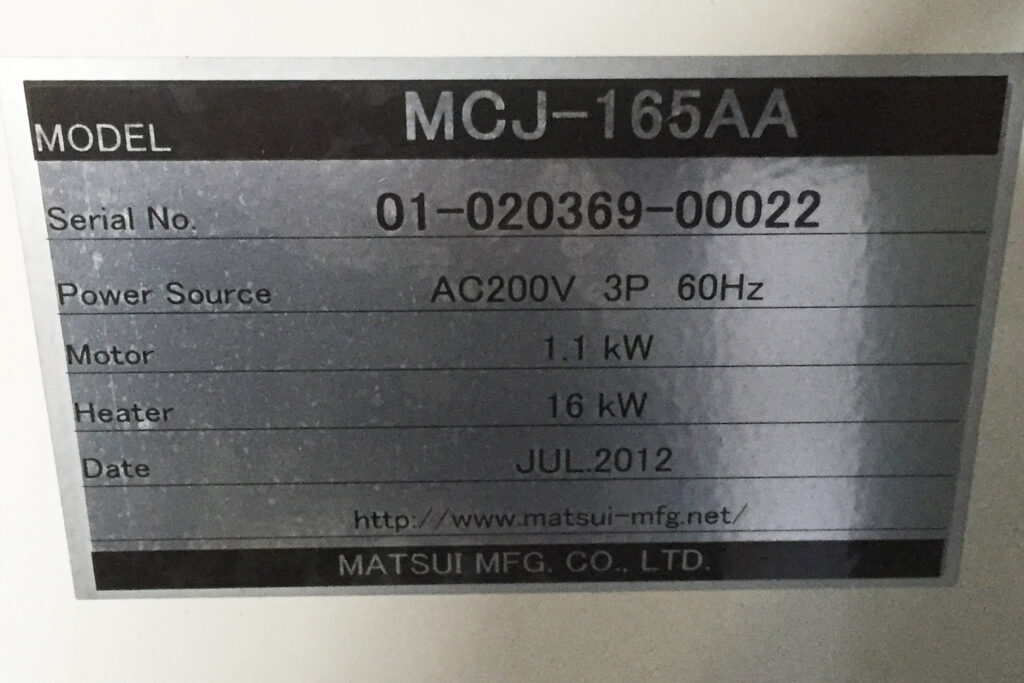 MODEL MCJ-165AA
Serial No. 01-020369-00022
Power Source AC200V 3P 60Hz
Motor 1.1 kW
Heater 16 kW
Date JUL.2012
http://www.matsui-mfg.net/
MATSUI MFG. CO., LTD.